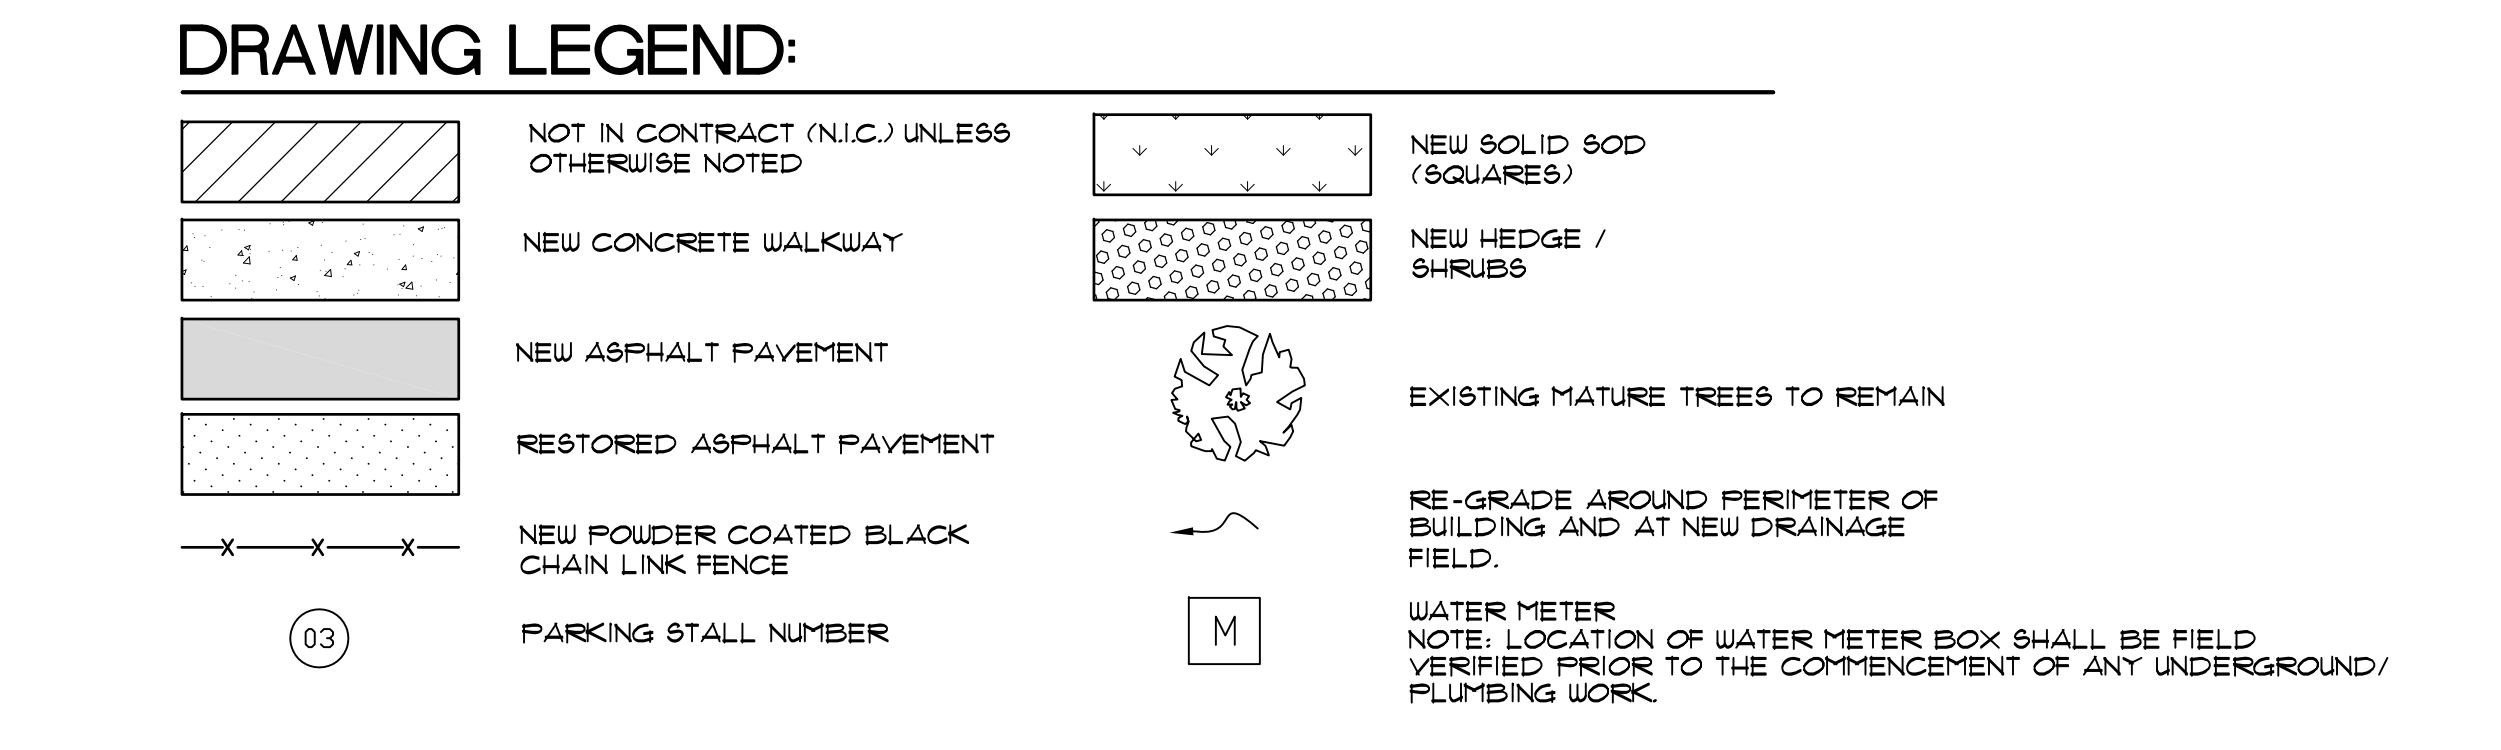 DRAWING LEGEND:
NOT IN CONTRACT (N.I.C.) UNLESS
OTHERWISE NOTED
NEW CONCRETE WALKWAY
NEW ASPHALT PAVEMENT
RESTORED ASPHALT PAVEMENT
X X X
NEW POWDER COATED BLACK
CHAIN LINK FENCE
03
PARKING STALL NUMBER
NEW SOLID SOD
(SQUARES)
NEW HEDGE /
SHRUBS
EXISTING MATURE TREES TO REMAIN
RE-GRADE AROUND PERIMETER OF
BUILDING AND AT NEW DRAINAGE
FIELD.
M
WATER METER
NOTE: LOCATION OF WATER METER BOX SHALL BE FIELD
VERIFIED PRIOR TO THE COMMENCEMENT OF ANY UNDERGROUND/
PLUMBING WORK.